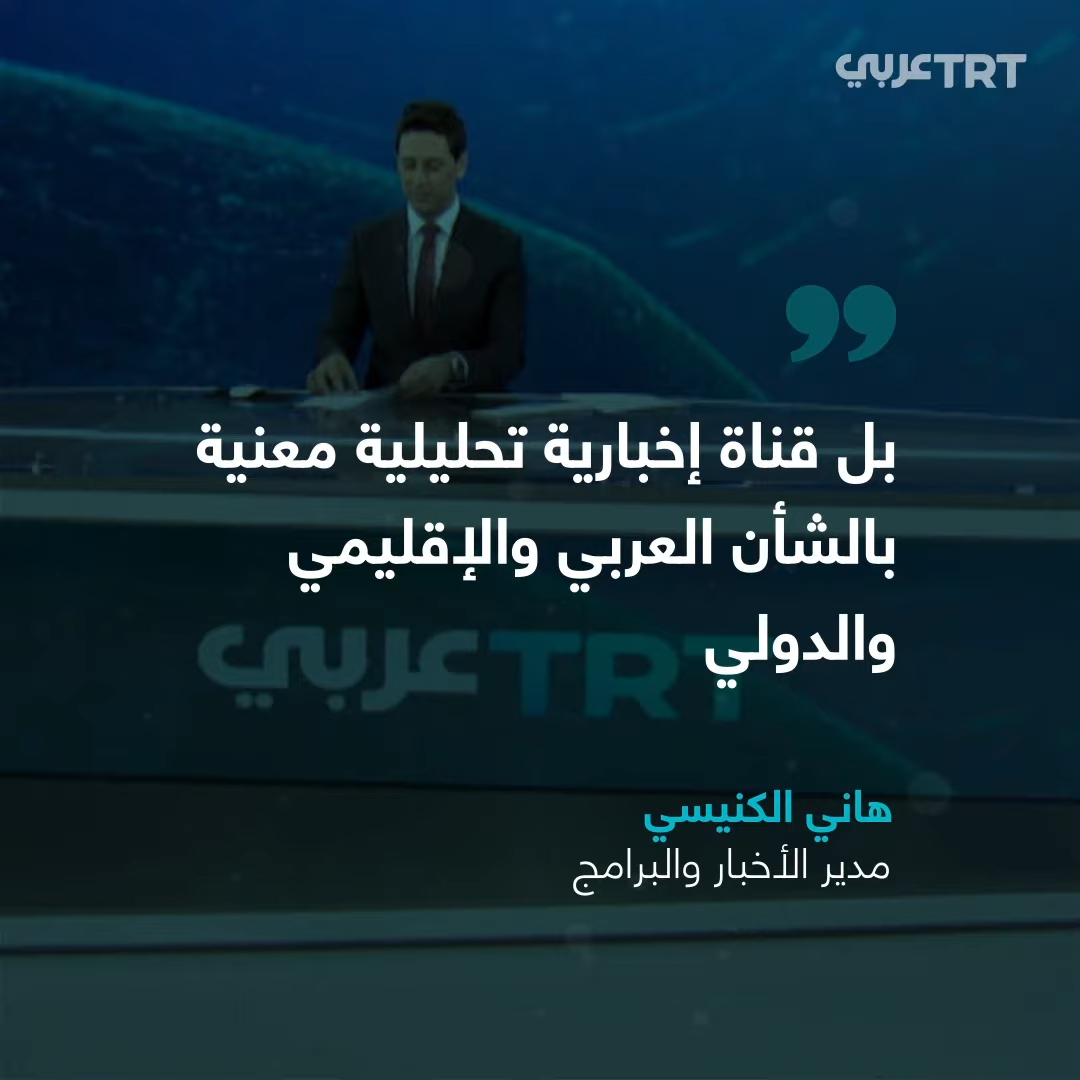 TRT عربي
بل قناة إخبارية تحليلية معنية
بالشأن العربي والإقليمي
والدولي
TRT عربي
هاني الكنيسي
مدير الأخبار والبرامج